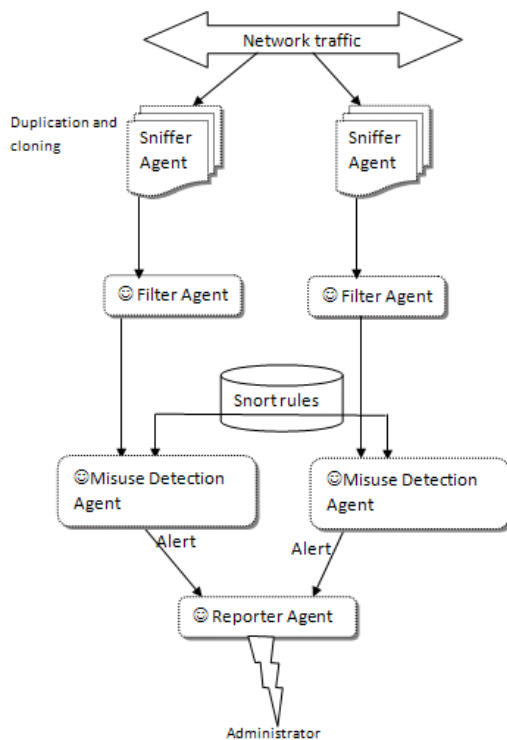 Network traffic
Duplication and
cloning
Sniffer
Agent
Sniffer
Agent
☺ Filter Agent
☺ Filter Agent
Snort rules
☺Misuse Detection
Agent
☺Misuse Detection
Agent
Alert
Alert
☺ Reporter Agent
Administrator